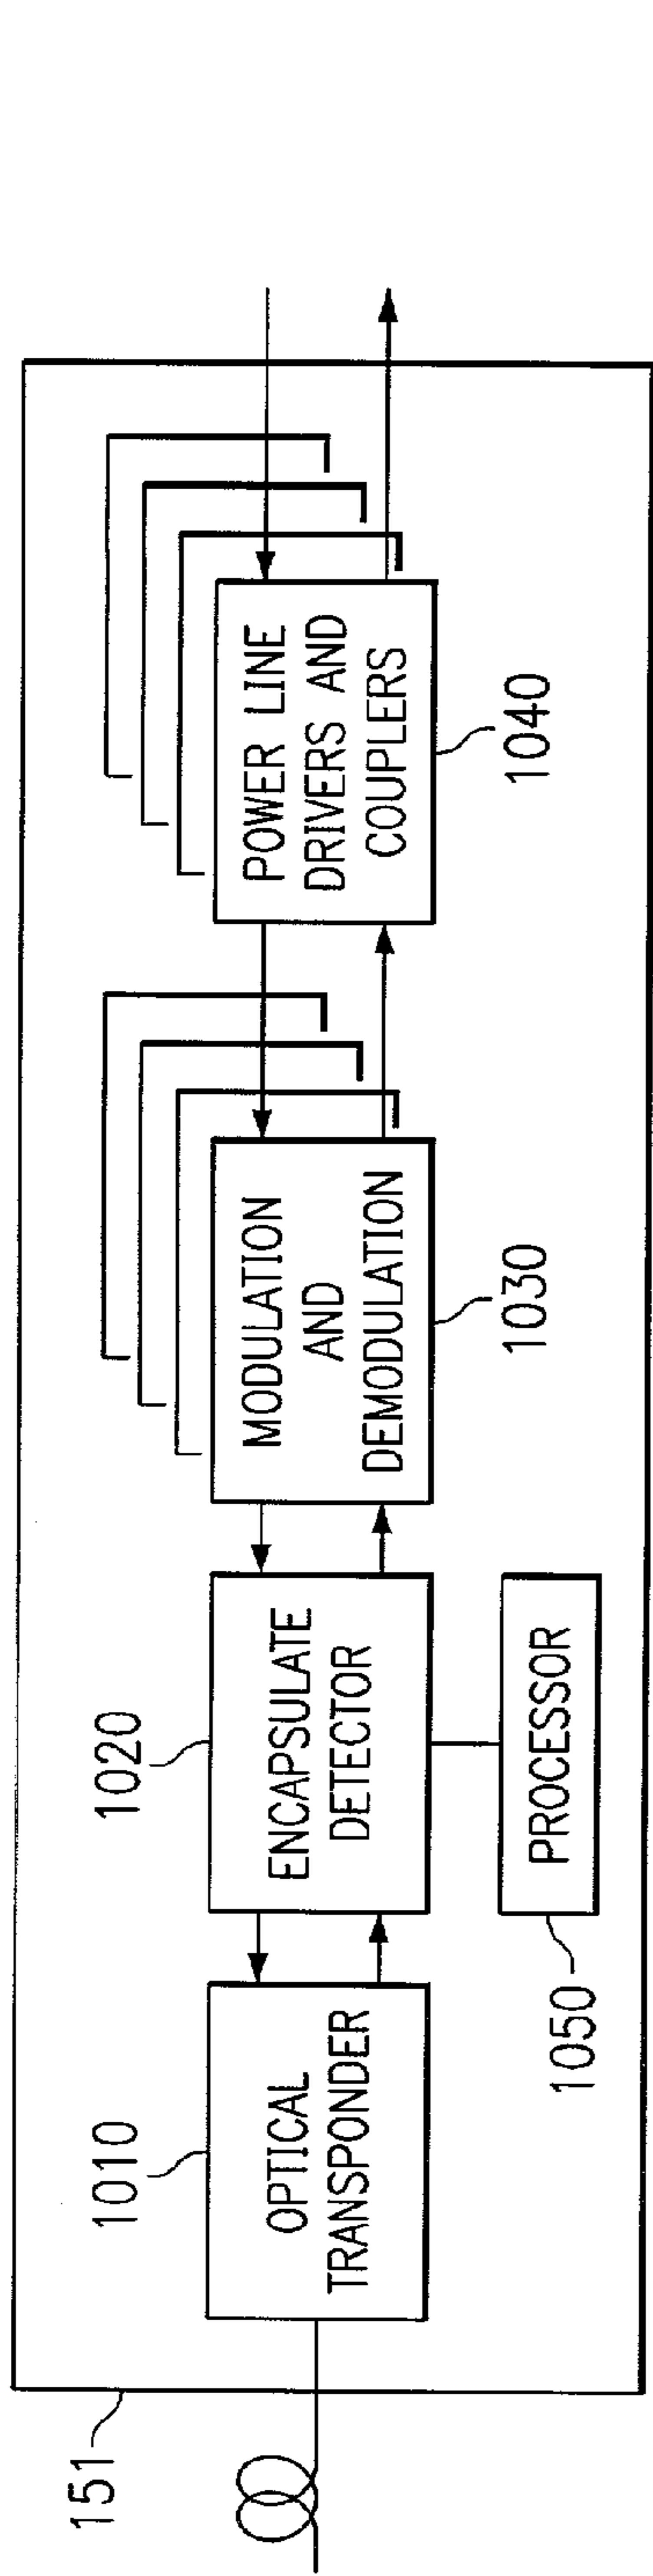 151
1010
OPTICAL
TRANSPONDER
1020
ENCAPSULATE
DETECTOR
1050
PROCESSOR
MODULATION
AND
DEMODULATION
1030
POWER LINE
DRIVERS AND
COUPLERS
1040